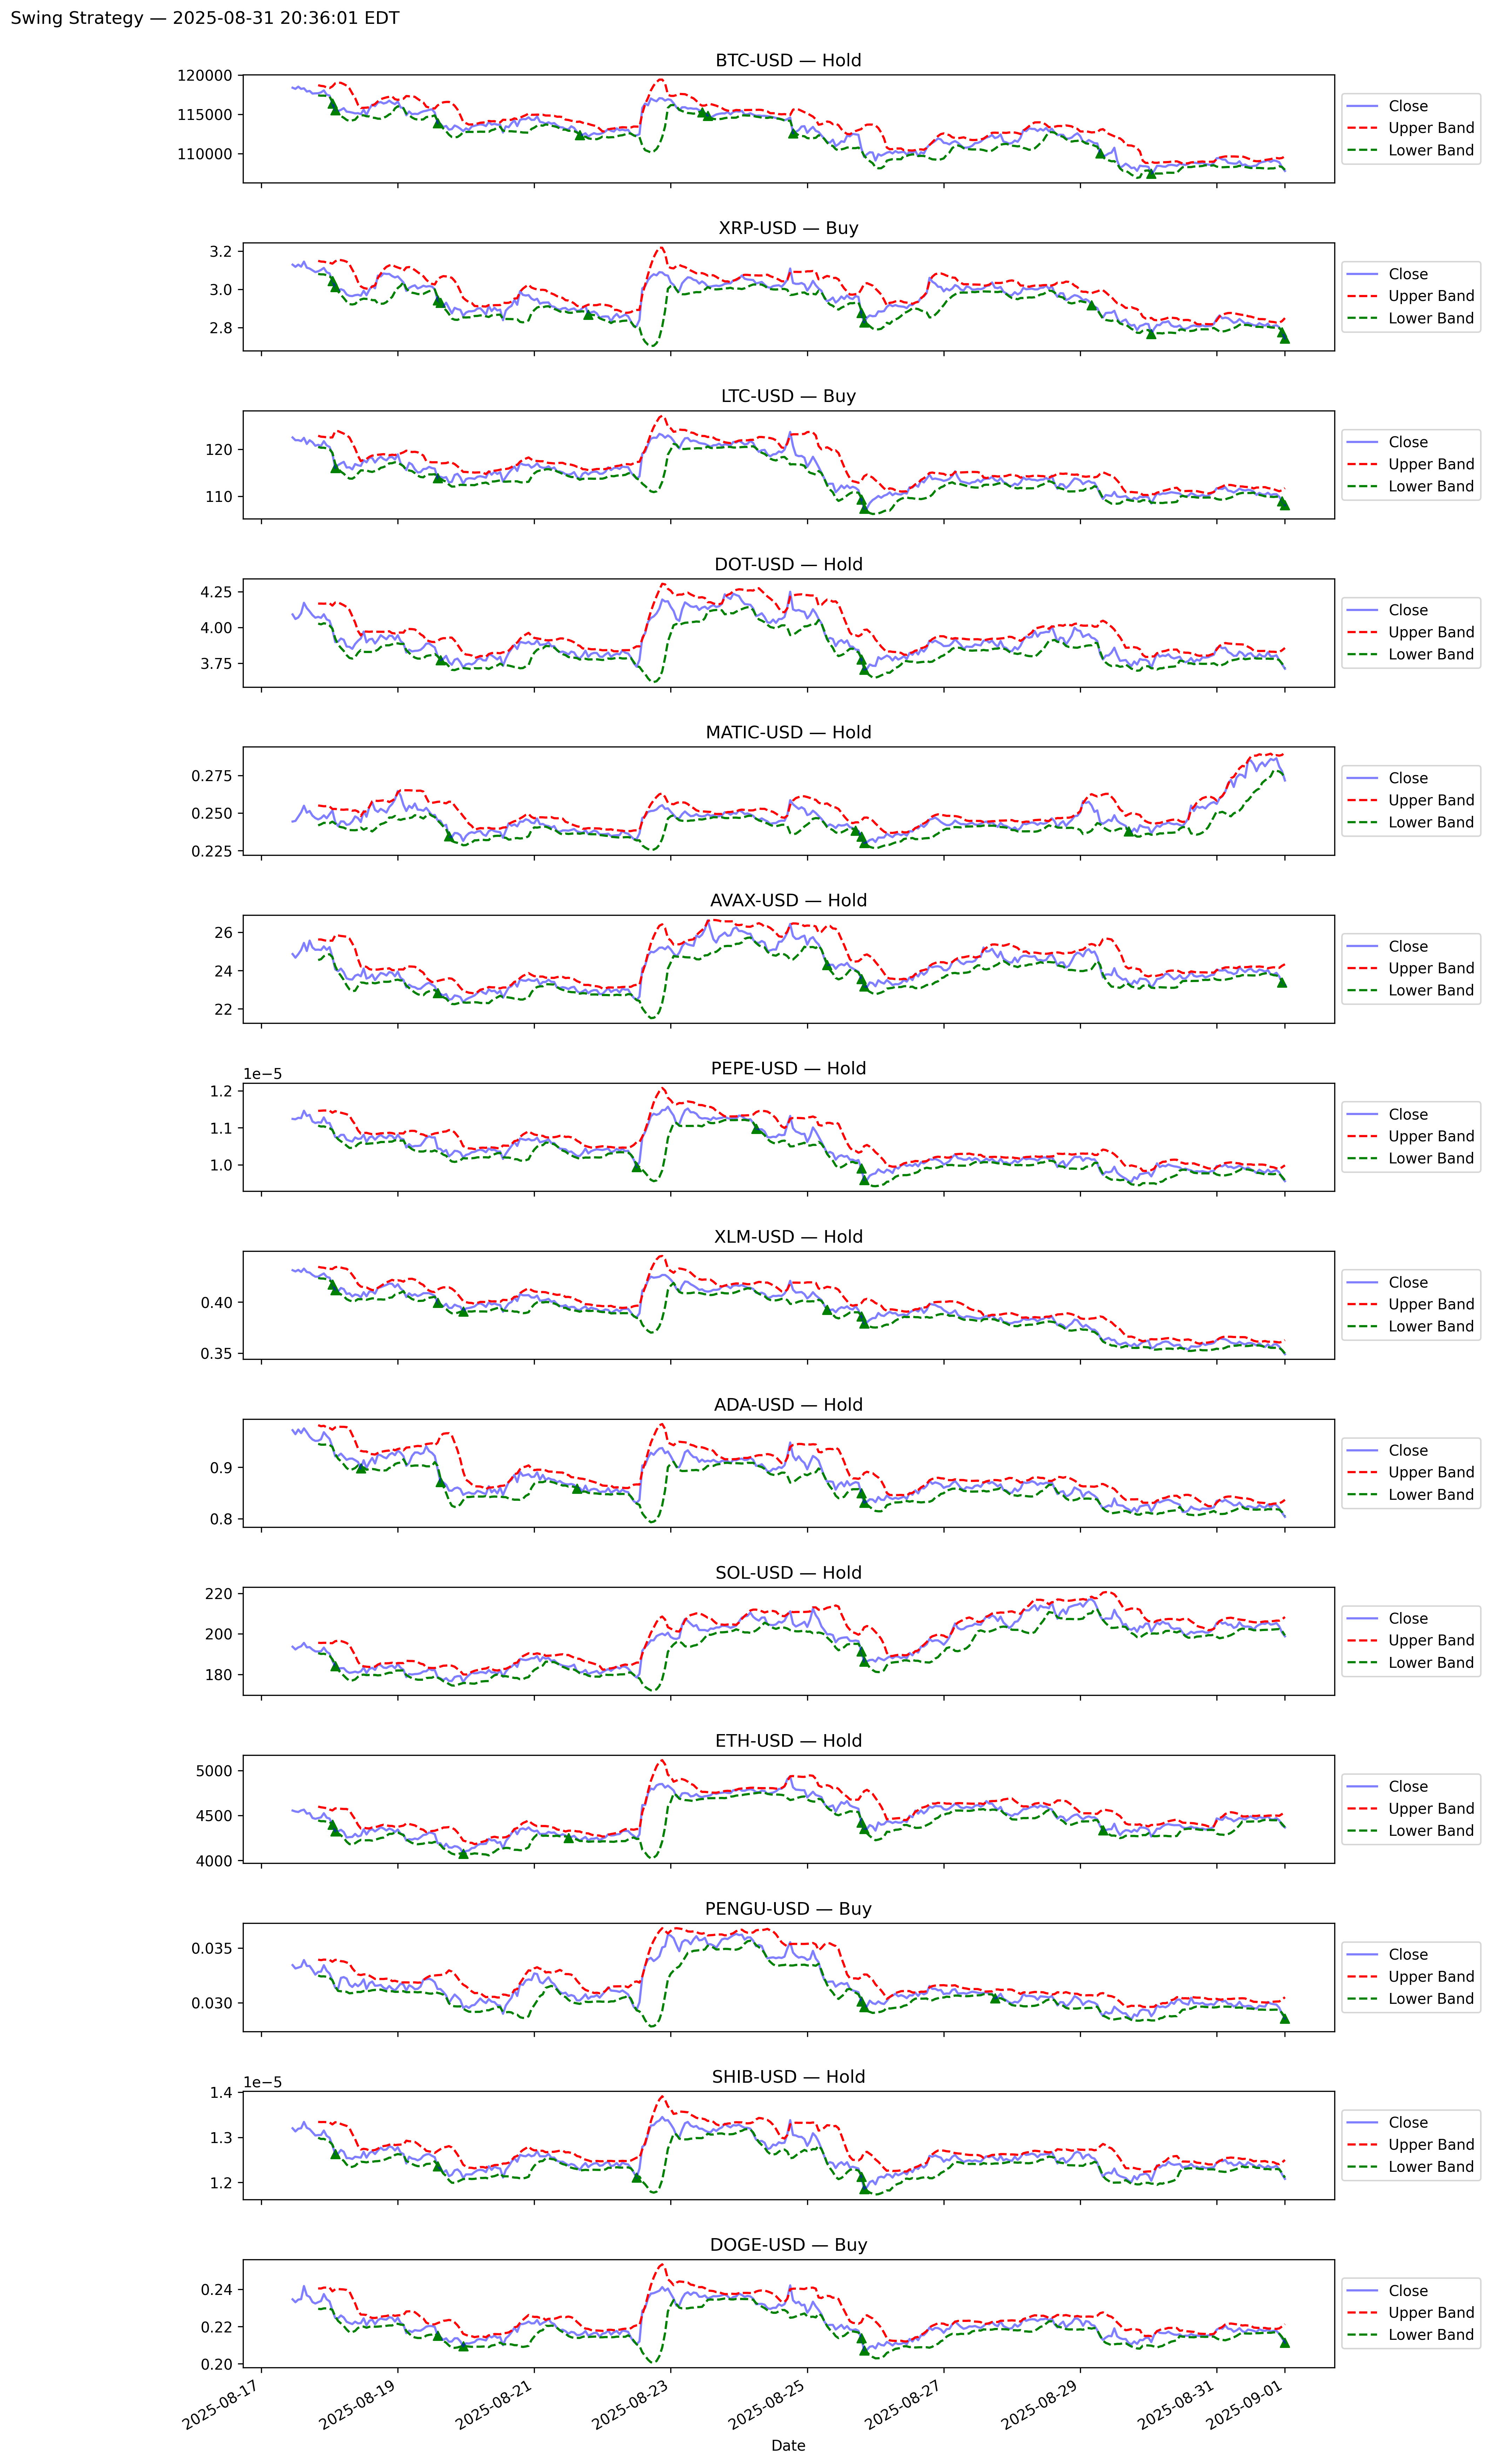 Swing Strategy — 2025-08-31 20:36:01 EDT
BTC-USD — Hold
120000
115000
110000
Close
Upper Band
Lower Band
XRP-USD — Buy
3.2
3.0
2.8
Close
Upper Band
Lower Band
LTC-USD — Buy
120
110
Close
Upper Band
Lower Band
DOT-USD — Hold
4.25
4.00
3.75
Close
Upper Band
Lower Band
MATIC-USD — Hold
0.275
0.250
0.225
Close
Upper Band
Lower Band
AVAX-USD — Hold
26
24
22
Close
Upper Band
Lower Band
PEPE-USD — Hold
1e−5
1.2
1.1
1.0
Close
Upper Band
Lower Band
XLM-USD — Hold
0.40
0.35
Close
Upper Band
Lower Band
ADA-USD — Hold
0.9
0.8
Close
Upper Band
Lower Band
SOL-USD — Hold
220
200
180
Close
Upper Band
Lower Band
ETH-USD — Hold
5000
4500
4000
Close
Upper Band
Lower Band
PENGU-USD — Buy
0.035
0.030
Close
Upper Band
Lower Band
SHIB-USD — Hold
1e−5
1.4
1.3
1.2
Close
Upper Band
Lower Band
DOGE-USD — Buy
0.24
0.22
0.20
Close
Upper Band
Lower Band
2025-08-17
2025-08-19
2025-08-21
2025-08-23
2025-08-25
2025-08-27
2025-08-29
2025-08-31
2025-09-01
Date